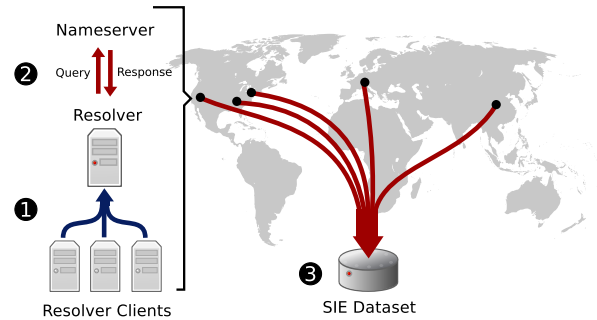 Nameserver
2
Query
Response
Resolver
1
3
Resolver Clients
SIE Dataset